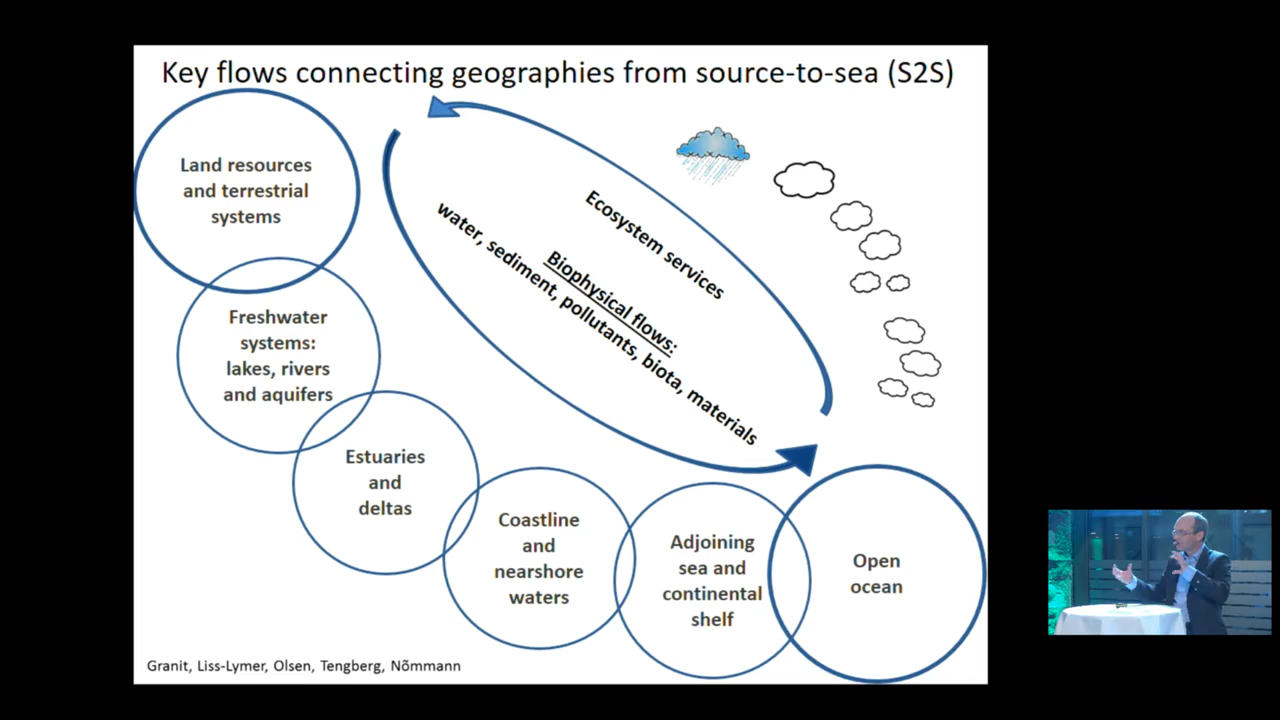 Key flows connecting geographies from source-to-sea (S2S)
Land resources
and terrestrial
systems
Ecosystem services
Biophysical flows:
water, sediment, pollutants, biota, materials
Freshwater
systems:
lakes, rivers
and aquifers
Estuaries
and
deltas
Coastline
and
nearshore
waters
Adjoining
sea and
continental
shelf
Open
ocean
Granit, Liss-Lymer, Olsen, Tengberg, Nõmmann